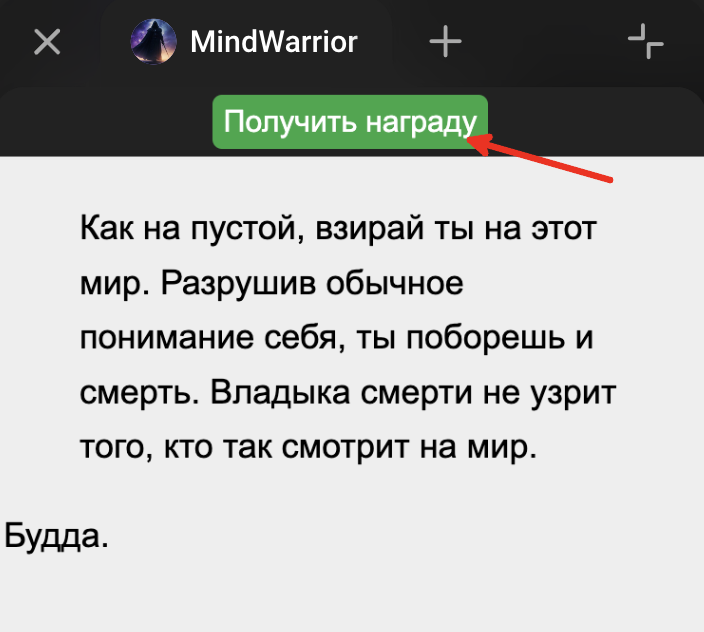 MindWarrior
Получить награду
Как на пустой, взирай ты на этот
мир. Разрушив обычное
понимание себя, ты поборешь и
смерть. Владыка смерти не узрит
того, кто так смотрит на мир.
Будда.